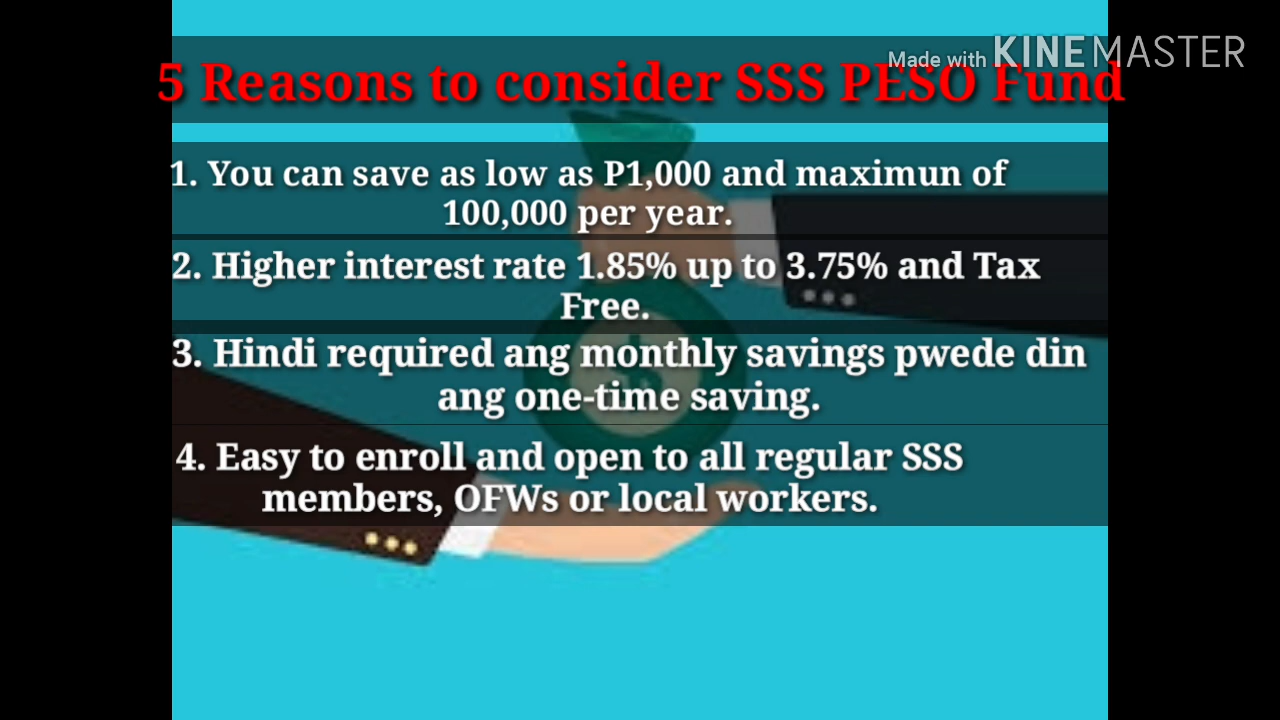 Made with KINEMASTER
5 Reasons to consider SSS PESO Fund
1. You can save as low as P1,000 and maximun of
100,000 per year.
2. Higher interest rate 1.85% up to 3.75% and Tax
Free.
3. Hindi required ang monthly savings pwede din
ang one-time saving.
4. Easy to enroll and open to all regular SSS
members, OFWs or local workers.